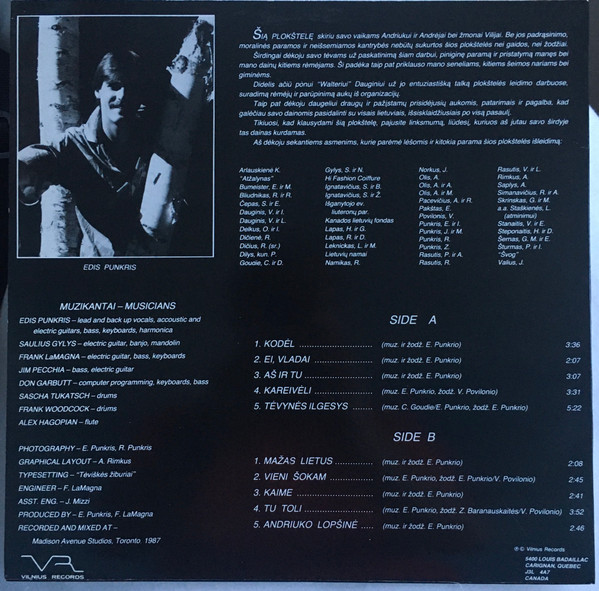 ŠIĄ PLOKŠTELĘ skiriu savo vaikams Andriukui ir Andrėjai bei žmonai Vilijai. Be jos padrąsinimo,
moralinės paramos ir neišsemiamos kantrybės nebūtų sukurtos šios plokštelės nei gaidos, nei žodžiai.
Širdingai dėkoju savo tėvams už paskatinimą šiam darbui, piniginę paramą ir pristatymą manęs bei
mano dainų kitiems rėmėjams. Ši padėka taip pat priklauso mano seneliams, kitiems šeimos nariams bei
giminėms.
Didelis ačiū ponui "Walteriui" Dauginiui už jo entuziastišką talką plokštelės leidimo darbuose,
suradimą rėmėjų ir parūpinimą aukų iš organizacijų.
Taip pat dėkoju daugeliui draugų ir pažįstamų prisidėjusių aukomis, patarimais ir pagalba, kad
galėčiau savo dainomis pasidalinti su visais lietuviais, išsisklaidžiusiais po visą pasaulį.
Tikiuosi, kad klausydami šią plokštelę, pajusite linksmumą, liūdesį, kuriuos aš jutau savo širdyje
tas dainas kurdamas.
Aš dėkoju sekantiems asmenims, kurie parėmė lėšomis ir kitokia parama šios plokštelės išleidimą:
Arlauskienė K.
"Atžalynas"
Burneister, E. ir M.
Bliudnikas, R. ir R.
Čepas, S. ir E.
Dauginis, V. ir I.
Dauginis, V. ir L.
Delkus, O. ir I.
Dičienė, R.
Dičius, R. (sr.)
Dilys, kun. P.
Goudie, C. ir D.
Gylys, S. ir N.
Hi Fashion Coiffure
Ignatavičius, S. ir B.
Ignatavičius, S. ir Ž.
Išganytojo ev.
liuteronų par.
Kanados lietuvių fondas
Lapas, H. ir G.
Lapas, R. ir D.
Leknickas, L. ir M.
Lietuvių namai
Namikas, R.
Norkus, J.
Olis, A.
Olis, A. ir A.
Olis, A. ir M.
Pacevičius, A. ir R.
Pakštas, E.
Povilonis, V.
Punkris, E. ir I.
Punkris, J. ir M.
Punkris, R.
Punkris, Z.
Rasutis, P. ir A.
Rasutis, R.
Rasutis, V. ir L.
Rimkus, A.
Saplys, A.
Simanavičius, R. ir A.
Skrinskas, G. ir M.
a.a. Staškienės, L.
(atminimui)
Stanaitis, V. ir E.
Steponaitis, H. ir D.
Šernas, G. M. ir E.
Šturmas, P. ir I.
"Švog"
Valius, J.
EDIS PUNKRIS
MUZIKANTAI – MUSICIANS
EDIS PUNKRIS – lead and back up vocals, accoustic and
electric guitars, bass, keyboards, harmonica
SAULIUS GYLYS – electric guitar, banjo, mandolin
FRANK LaMAGNA – electric guitar, bass, keyboards
JIM PECCHIA – bass, electric guitar
DON GARBUTT – computer programming, keyboards, bass
SASCHA TUKATSCH – drums
FRANK WOODCOCK – drums
ALEX HAGOPIAN – flute
PHOTOGRAPHY – E. Punkris, R. Punkris
GRAPHICAL LAYOUT – A. Rimkus
TYPESETTING – "Tėviškės žiburiai"
ENGINEER – F. LaMagna
ASST. ENG. – J. Mizzi
PRODUCED BY – E. Punkris, F. LaMagna
RECORDED AND MIXED AT –
Madison Avenue Studios, Toronto 1987
VR
VILNIUS RECORDS
SIDE A
1. KODĖL ............................ (muz. ir žodž. E. Punkrio) 3:36
2. EI, VLADAI ...................... (muz. ir žodž. E. Punkrio) 2:07
3. AŠ IR TU ......................... (muz. ir žodž. E. Punkrio) 3:07
4. KAREIVĖLI ...................... (muz. E. Punkrio, žodž. V. Povilonio) 3:31
5. TĖVYNĖS ILGESYS ........ (muz. C. Goudie/E. Punkrio, žodž. E. Punkrio) 5:22
SIDE B
1. MAŽAS LIETUS ............... (muz. ir žodž. E. Punkrio) 2:08
2. VIENI ŠOKAM .................. (muz. E. Punkrio, žodž. E. Punkrio/V. Povilonio) 2:45
3. KAIME ............................. (muz. ir žodž. E. Punkrio) 2:41
4. TU TOLI .......................... (muz. E. Punkrio, žodž. Z. Baranauskaitės/V. Povilonio) 3:52
5. ANDRIUKO LOPŠINĖ ..... (muz. ir žodž. E. Punkrio) 2.46
℗ © Vilnius Records
9400 LOUIS BADAILLAC
CARIGNAN, QUEBEC
J3L 4A7
CANADA